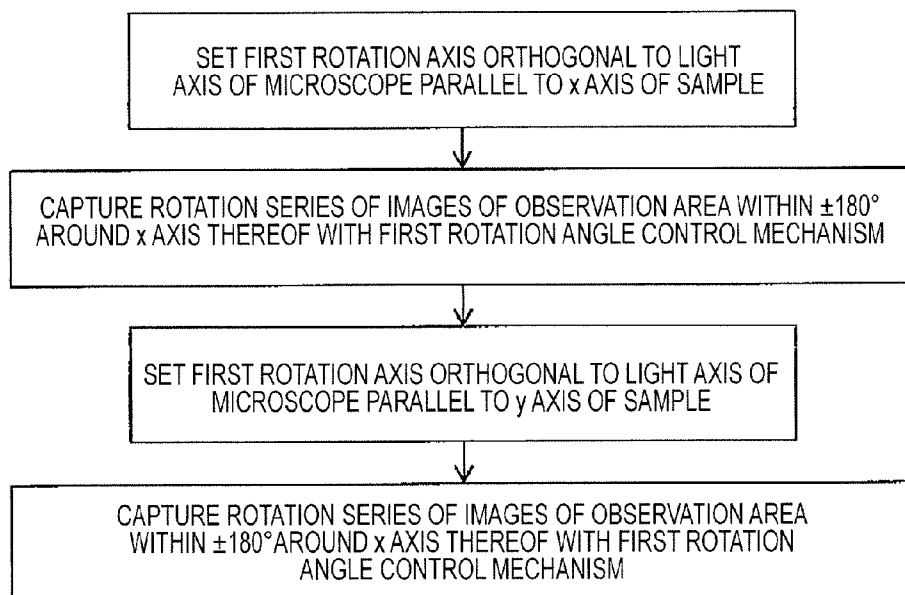 SET FIRST ROTATION AXIS ORTHOGONAL TO LIGHT
AXIS OF MICROSCOPE PARALLEL TO x AXIS OF SAMPLE
CAPTURE ROTATION SERIES OF IMAGES OF OBSERVATION AREA WITHIN ±180°
AROUND x AXIS THEREOF WITH FIRST ROTATION ANGLE CONTROL MECHANISM
SET FIRST ROTATION AXIS ORTHOGONAL TO LIGHT AXIS OF
MICROSCOPE PARALLEL TO y AXIS OF SAMPLE
CAPTURE ROTATION SERIES OF IMAGES OF OBSERVATION AREA
WITHIN ±180° AROUND x AXIS THEREOF WITH FIRST ROTATION
ANGLE CONTROL MECHANISM